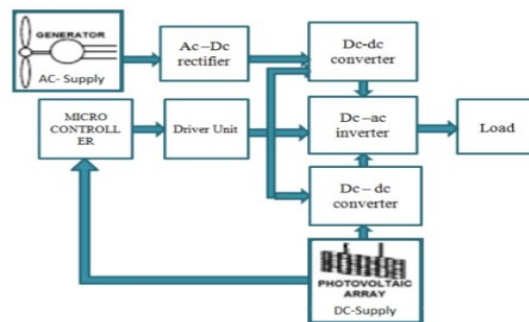 GENERATOR
AC- Supply
Ac –Dc
rectifier
Dc-dc
converter
MICRO
CONTROLL
ER
Driver Unit
Dc–ac
inverter
Load
Dc – dc
converter
PHOTOVOLTAIC
ARRAY
DC-Supply